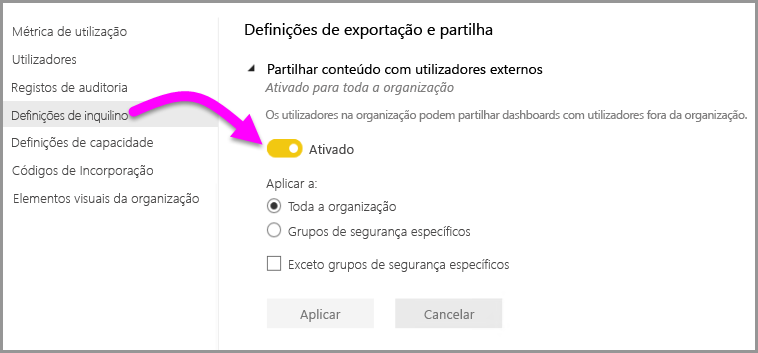 Métrica de utilização
Utilizadores
Registos de auditoria
Definições de inquilino
Definições de capacidade
Códigos de Incorporação
Elementos visuais da organização
Definições de exportação e partilha
Partilhar conteúdo com utilizadores externos
Ativado para toda a organização
Os utilizadores na organização podem partilhar dashboards com utilizadores fora da organização.
Ativado
Aplicar a:
Toda a organização
Grupos de segurança específicos
Exceto grupos de segurança específicos
Aplicar
Cancelar